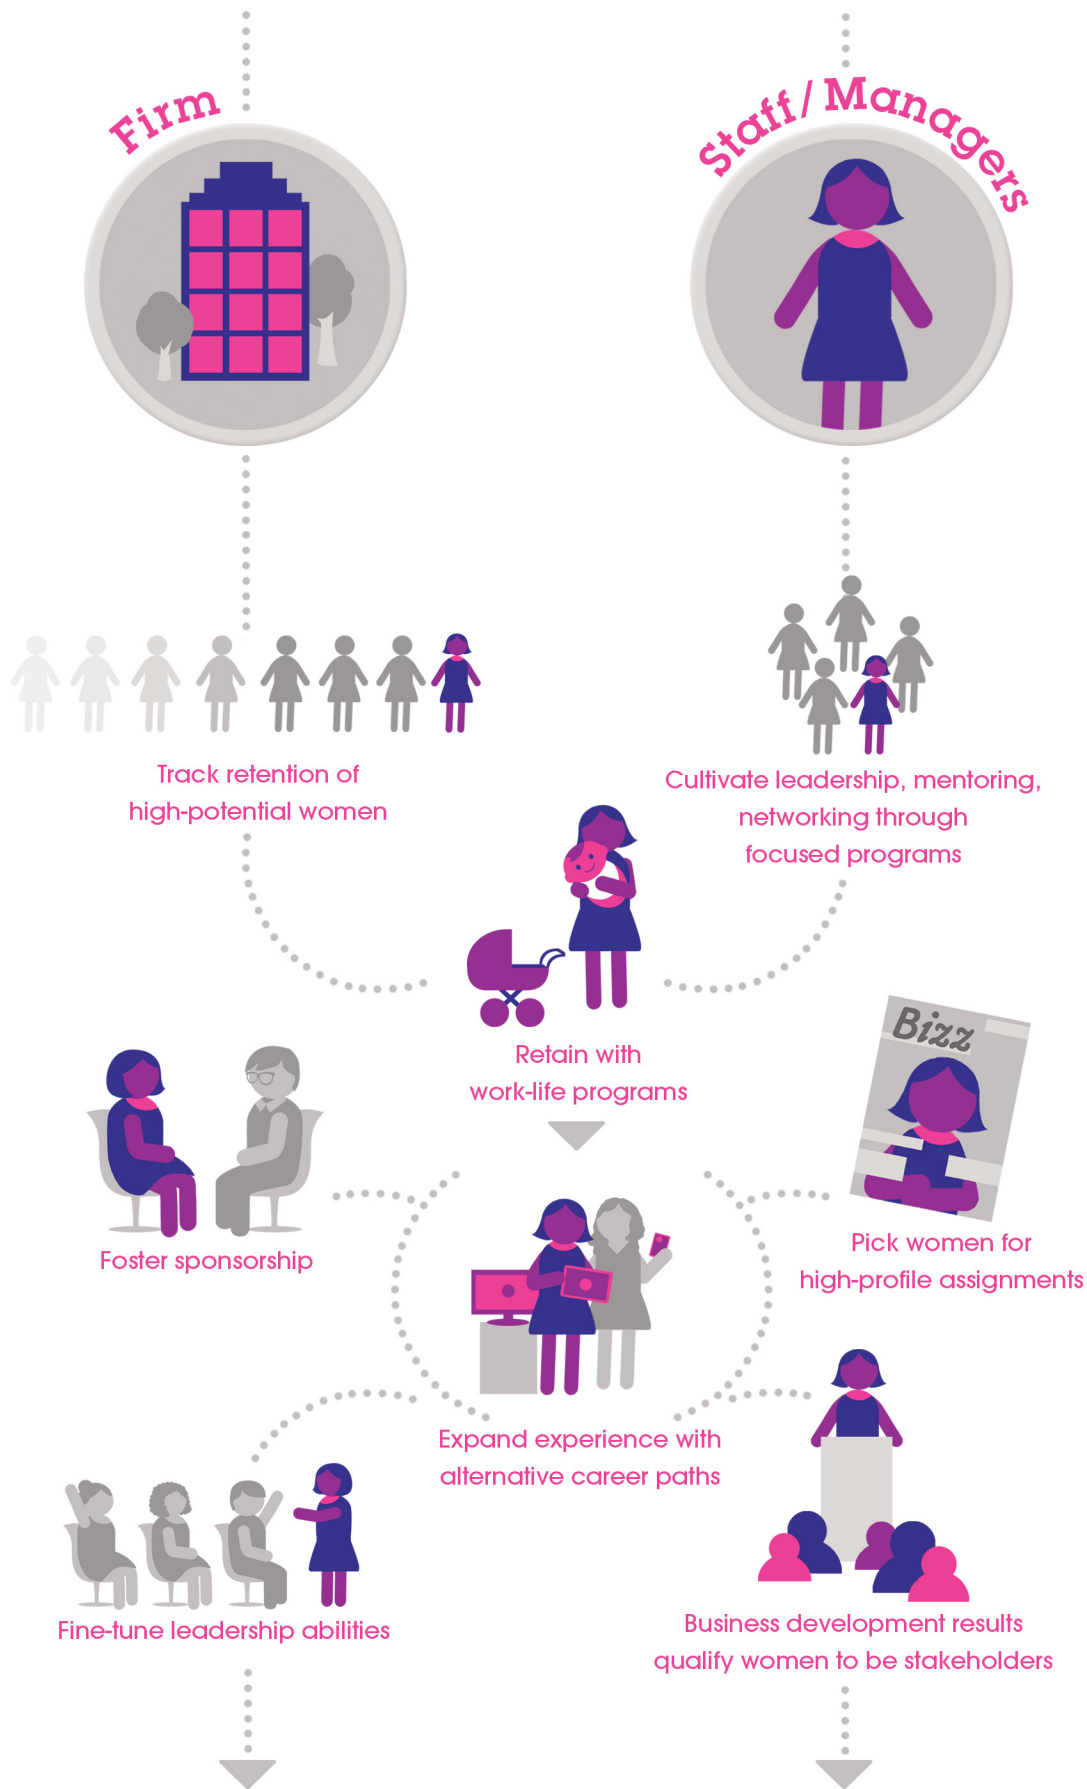 Firm
Staff / Managers
Track retention of
high-potential women
Cultivate leadership, mentoring,
networking through
focused programs
Retain with
work-life programs
Bizz
Foster sponsorship
Pick women for
high-profile assignments
Expand experience with
alternative career paths
Fine-tune leadership abilities
Business development results
qualify women to be stakeholders